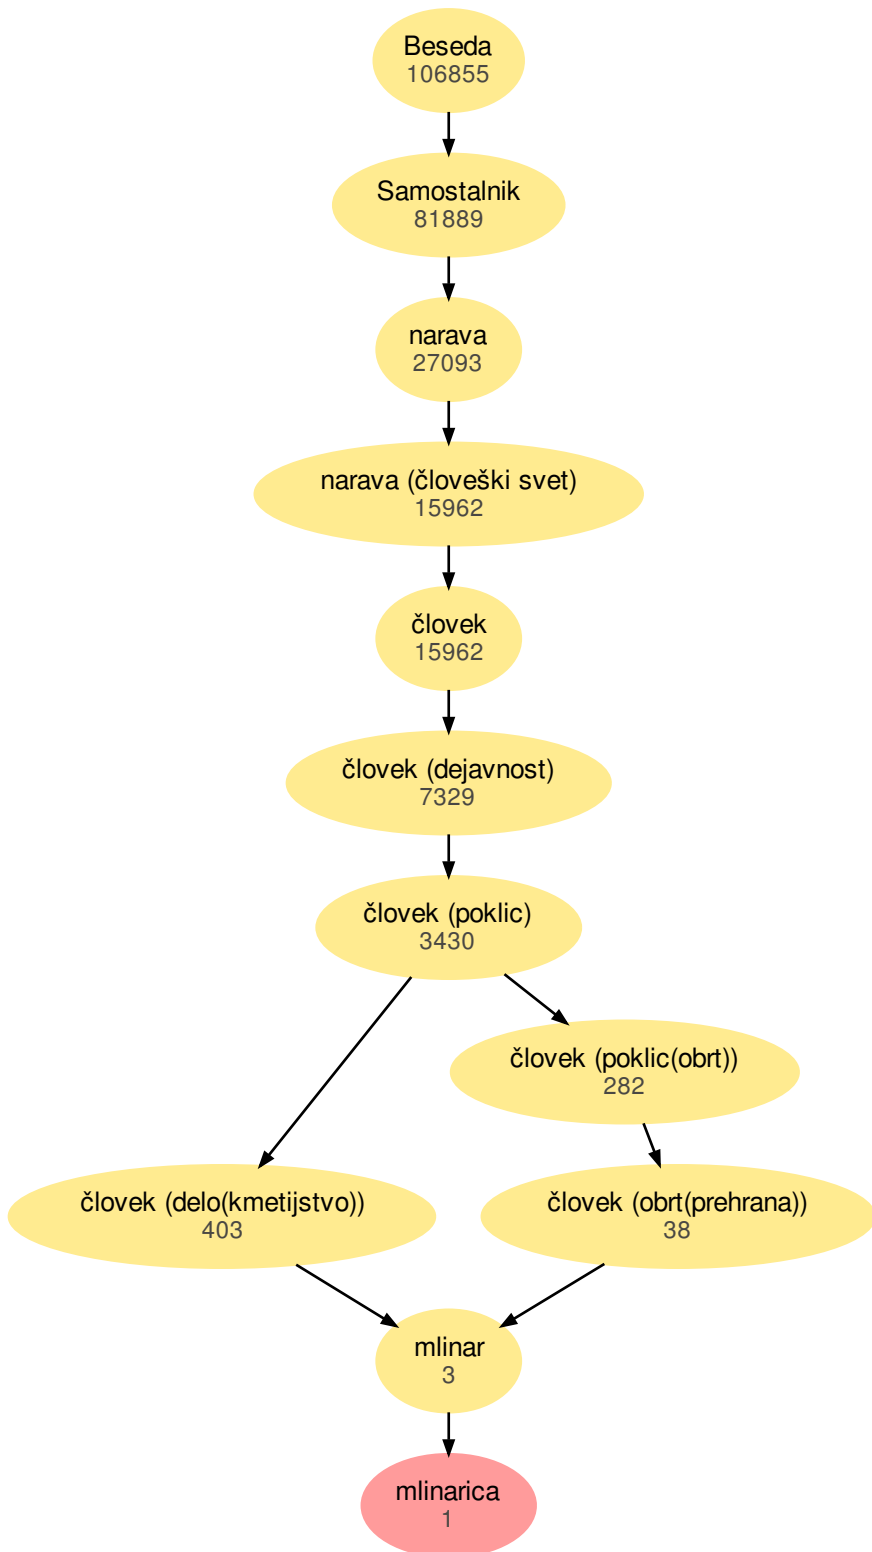 Beseda
106855
Samostalnik
81889
narava
27093
narava (človeški svet)
15962
človek
15962
človek (dejavnost)
7329
človek (poklic)
3430
človek (poklic(obrt))
282
človek (delo(kmetijstvo))
403
človek (obrt(prehrana))
38
mlinar
3
mlinarica
1